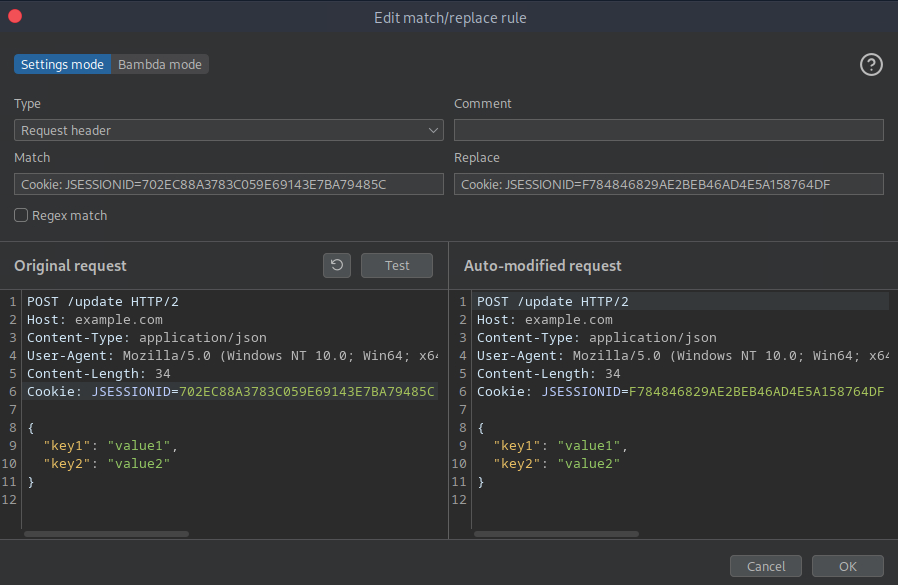 Edit match/replace rule
Settings mode Bambda mode
Type Comment
Request header
Match Replace
Cookie: JSESSIONID=702EC88A3783C059E69143E7BA79485C Cookie: JSESSIONID=F784846829AE2BEB46AD4E5A158764DF
Regex match
Original request Test Auto-modified request
1 POST /update HTTP/2
2 Host: example.com
3 Content-Type: application/json
4 User-Agent: Mozilla/5.0 (Windows NT 10.0; Win64; x64
5 Content-Length: 34
6 Cookie: JSESSIONID=702EC88A3783C059E69143E7BA79485C
7
8 {
9 "key1": "value1",
10 "key2": "value2"
11 }
12
1 POST /update HTTP/2
2 Host: example.com
3 Content-Type: application/json
4 User-Agent: Mozilla/5.0 (Windows NT 10.0; Win64; x64
5 Content-Length: 34
6 Cookie: JSESSIONID=F784846829AE2BEB46AD4E5A158764DF
7
8 {
9 "key1": "value1",
10 "key2": "value2"
11 }
12
Cancel OK